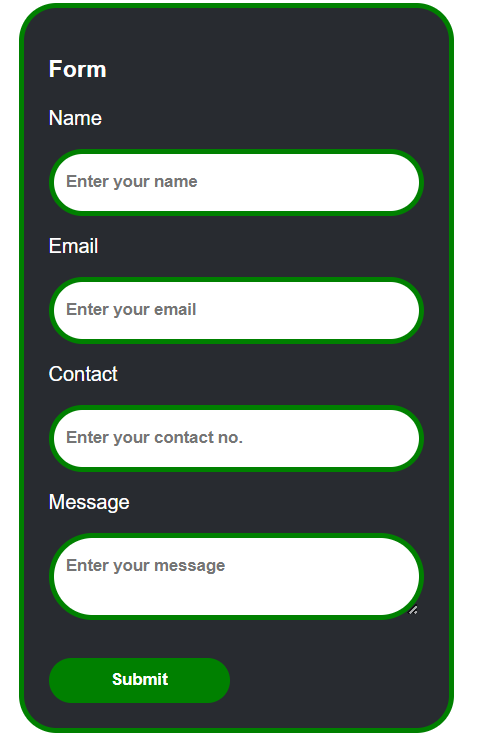 Form
Name
Enter your name
Email
Enter your email
Contact
Enter your contact no.
Message
Enter your message
Submit